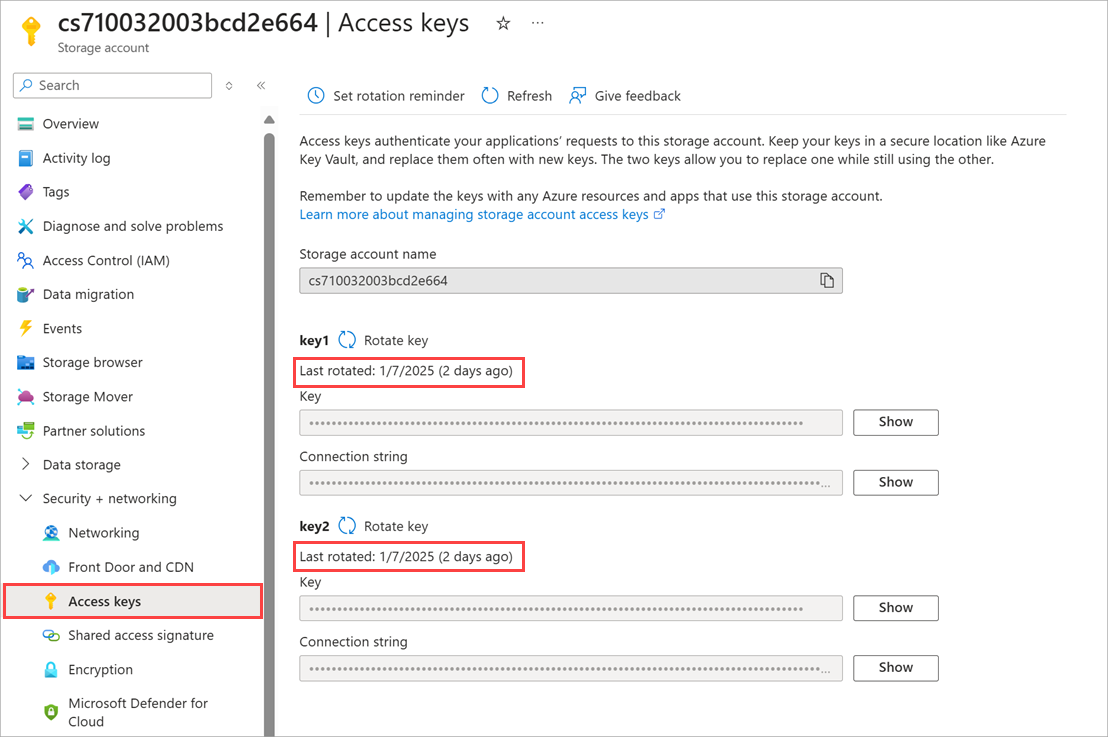 cs710032003bcd2e664 | Access keys
Storage account
Search
Overview
Activity log
Tags
Diagnose and solve problems
Access Control (IAM)
Data migration
Events
Storage browser
Storage Mover
Partner solutions
Data storage
Security + networking
Networking
Front Door and CDN
Access keys
Shared access signature
Encryption
Microsoft Defender for
Cloud
Set rotation reminder
Refresh
Give feedback
Access keys authenticate your applications’ requests to this storage account. Keep your keys in a secure location like Azure
Key Vault, and replace them often with new keys. The two keys allow you to replace one while still using the other.
Remember to update the keys with any Azure resources and apps that use this storage account.
Learn more about managing storage account access keys
Storage account name
cs710032003bcd2e664
key1
Rotate key
Last rotated: 1/7/2025 (2 days ago)
Key
Show
Connection string
Show
key2
Rotate key
Last rotated: 1/7/2025 (2 days ago)
Key
Show
Connection string
Show